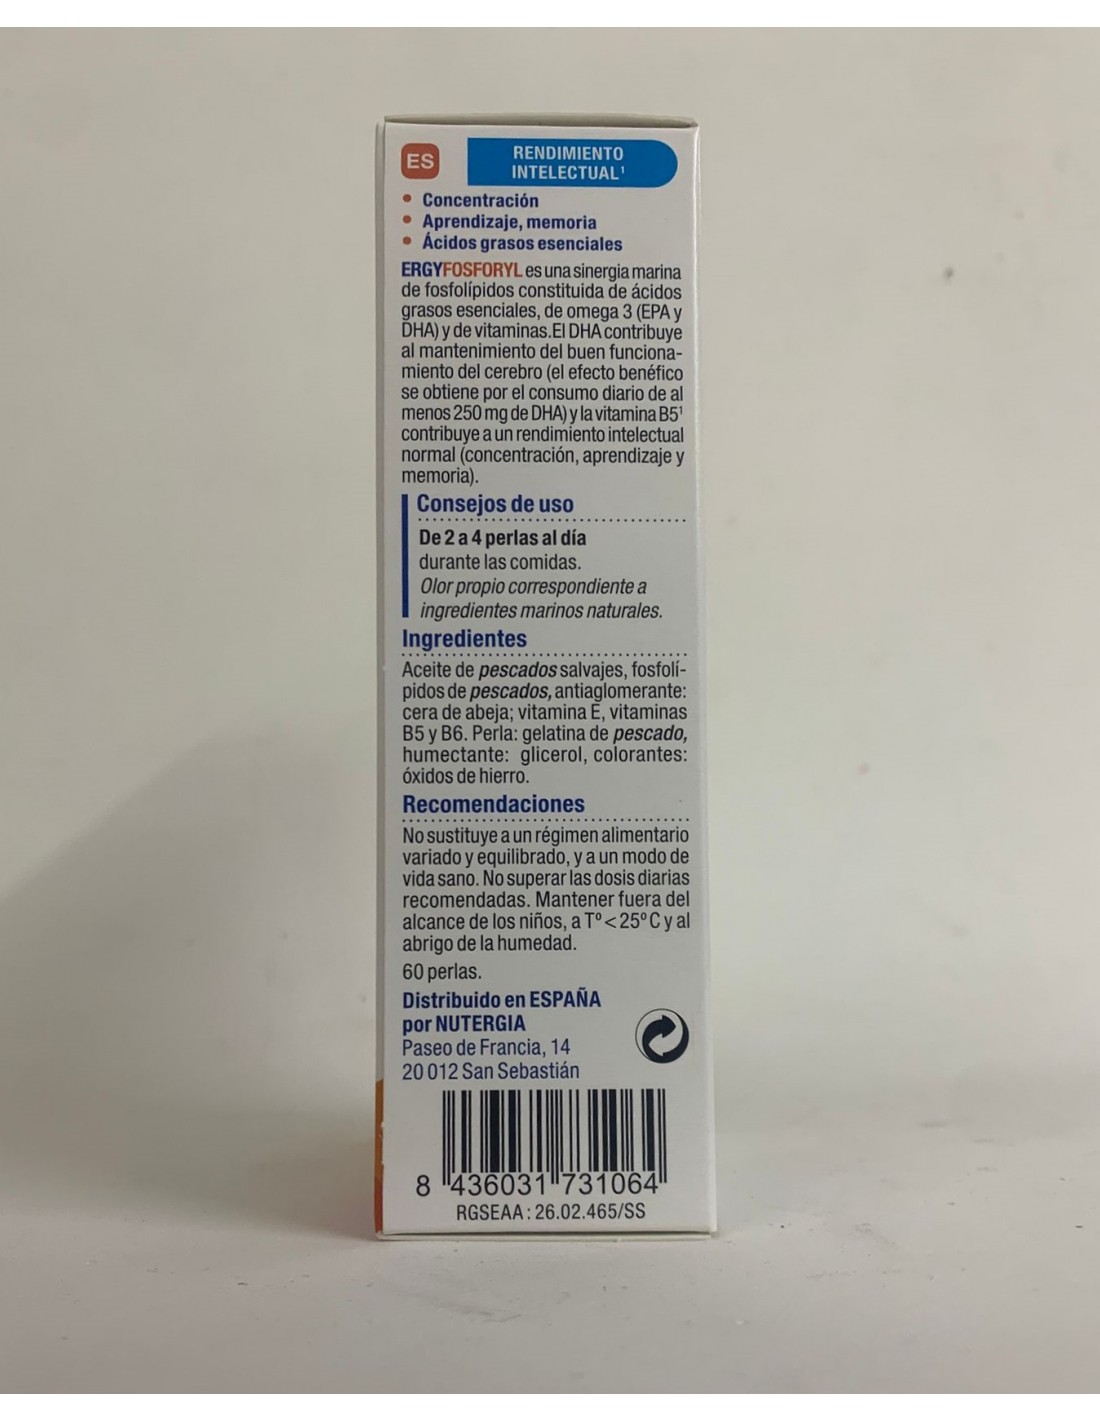 ES
RENDIMIENTO
INTELECTUAL¹
• Concentración
• Aprendizaje, memoria
• Ácidos grasos esenciales
ERGYFOSFORYL es una sinergia marina
de fosfolípidos constituida de ácidos
grasos esenciales, de omega 3 (EPA y
DHA) y de vitaminas.El DHA contribuye
al mantenimiento del buen funciona-
miento del cerebro (el efecto benéfico
se obtiene por el consumo diario de al
menos 250 mg de DHA) y la vitamina B5¹
contribuye a un rendimiento intelectual
normal (concentración, aprendizaje y
memoria).
Consejos de uso
De 2 a 4 perlas al día
durante las comidas.
Olor propio correspondiente a
ingredientes marinos naturales.
Ingredientes
Aceite de pescados salvajes, fosfolí-
pidos de pescados, antiaglomerante:
cera de abeja; vitamina E, vitaminas
B5 y B6. Perla: gelatina de pescado,
humectante: glicerol, colorantes:
óxidos de hierro.
Recomendaciones
No sustituye a un régimen alimentario
variado y equilibrado, y a un modo de
vida sano. No superar las dosis diarias
recomendadas. Mantener fuera del
alcance de los niños, a Tº < 25º C y al
abrigo de la humedad.
60 perlas.
Distribuido en ESPAÑA
por NUTERGIA
Paseo de Francia, 14
20 012 San Sebastián
8 436031 731064
RGSEAA : 26.02.465/SS